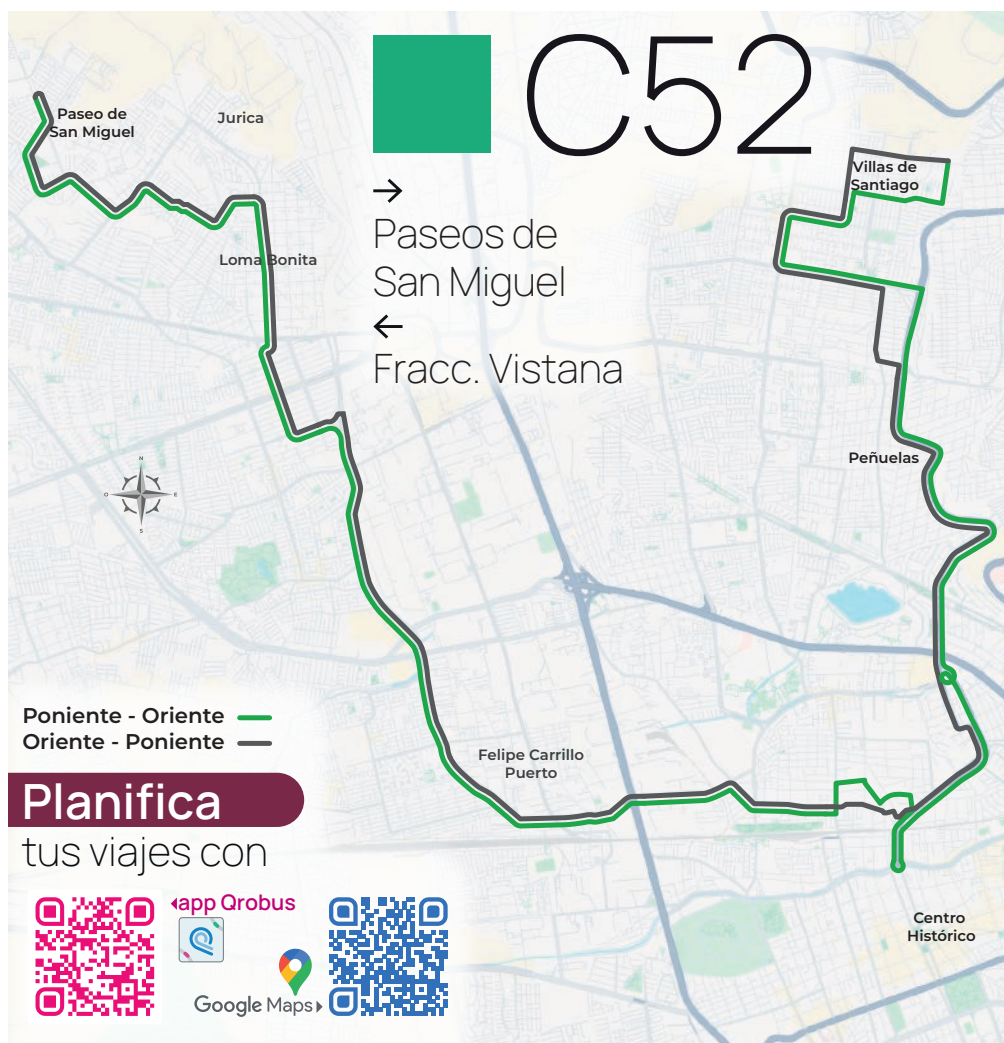 C52
→
Paseos de
San Miguel
←
Fracc. Vistana
Paseo de
San Miguel
Jurica
Loma Bonita
Villas de
Santiago
Peñuelas
N
O
E
S
Felipe Carrillo
Puerto
Centro
Histórico
Poniente - Oriente
Oriente - Poniente
Planifica
tus viajes con
app Qrobus
Google Maps